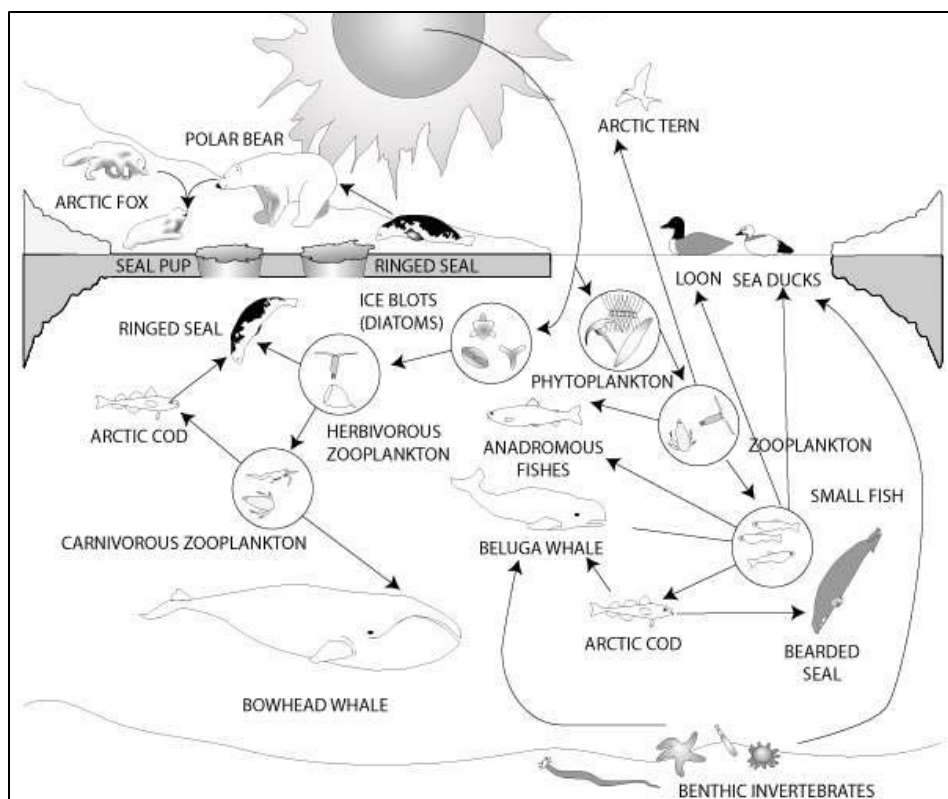 ARCTIC TERN
POLAR BEAR
ARCTIC FOX
SEAL PUP
RINGED SEAL
LOON
SEA DUCKS
ICE BLOTS
(DIATOMS)
RINGED SEAL
PHYTOPLANKTON
ARCTIC COD
HERBIVOROUS
ZOOPLANKTON
ANADROMOUS
FISHES
ZOOPLANKTON
SMALL FISH
CARNIVOROUS ZOOPLANKTON
BELUGA WHALE
ARCTIC COD
BEARDED
SEAL
BOWHEAD WHALE
BENTHIC INVERTEBRATES